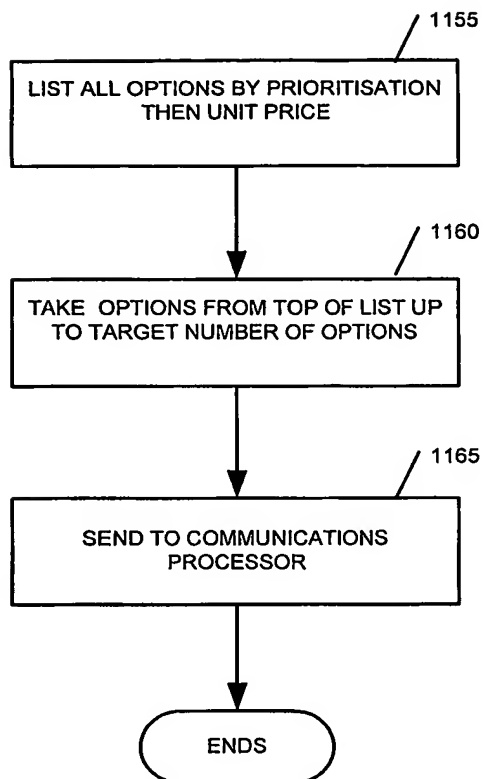 1155
LIST ALL OPTIONS BY PRIORITISATION
THEN UNIT PRICE
1160
TAKE OPTIONS FROM TOP OF LIST UP
TO TARGET NUMBER OF OPTIONS
1165
SEND TO COMMUNICATIONS
PROCESSOR
ENDS